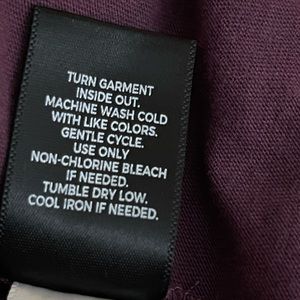 TURN GARMENT
INSIDE OUT.
MACHINE WASH COLD
WITH LIKE COLORS.
GENTLE CYCLE.
USE ONLY
NON-CHLORINE BLEACH
IF NEEDED.
TUMBLE DRY LOW.
COOL IRON IF NEEDED.